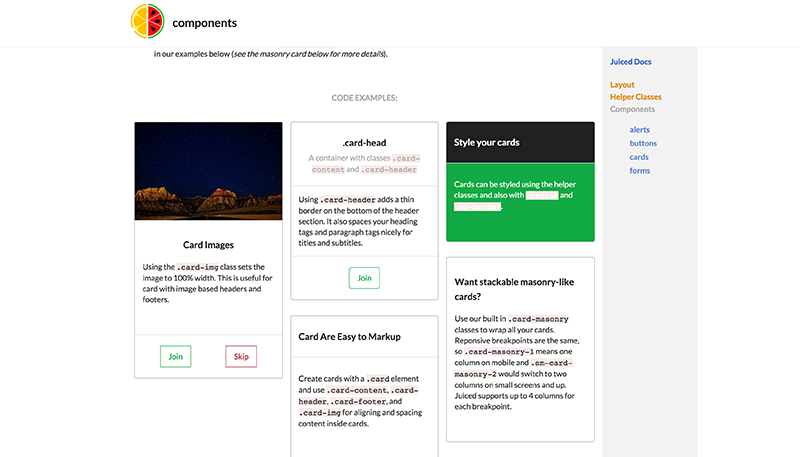 components
in our examples below (see the masonry card below for more details).
CODE EXAMPLES:
Card Images
Using the .card-img class sets the
image to 100% width. This is useful for
card with image based headers and
footers.
Join
Skip
.card-head
A container with classes .card-
content and .card-header
Using .card-header adds a thin
border on the bottom of the header
section. It also spaces your heading
tags and paragraph tags nicely for
titles and subtitles.
Join
Card Are Easy to Markup
Create cards with a .card element
and use .card-content, .card-
header, .card-footer, and
.card-img for aligning and spacing
content inside cards.
Style your cards
Cards can be styled using the helper
classes and also with
and
.
Want stackable masonry-like
cards?
Use our built in .card-masonry
classes to wrap all your cards.
Reponsive breakpoints are the same,
so .card-masonry-1 means one
column on mobile and .sm-card-
masonry-2 would switch to two
columns on small screens and up.
Juiced supports up to 4 columns for
each breakpoint.
Juiced Docs
Layout
Helper Classes
Components
alerts
buttons
cards
forms